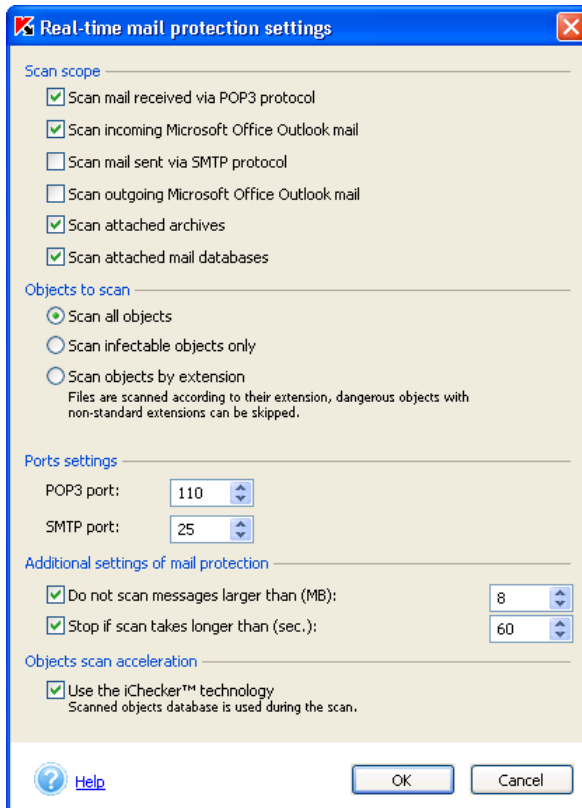 Real-time mail protection settings
Scan scope
Scan mail received via POP3 protocol
Scan incoming Microsoft Office Outlook mail
Scan mail sent via SMTP protocol
Scan outgoing Microsoft Office Outlook mail
Scan attached archives
Scan attached mail databases
Objects to scan
Scan all objects
Scan infectable objects only
Scan objects by extension
Files are scanned according to their extension, dangerous objects with
non-standard extensions can be skipped.
Ports settings
POP3 port: 110
SMTP port: 25
Additional settings of mail protection
Do not scan messages larger than (MB): 8
Stop if scan takes longer than (sec.): 60
Objects scan acceleration
Use the iChecker™ technology
Scanned objects database is used during the scan.
? Help OK Cancel